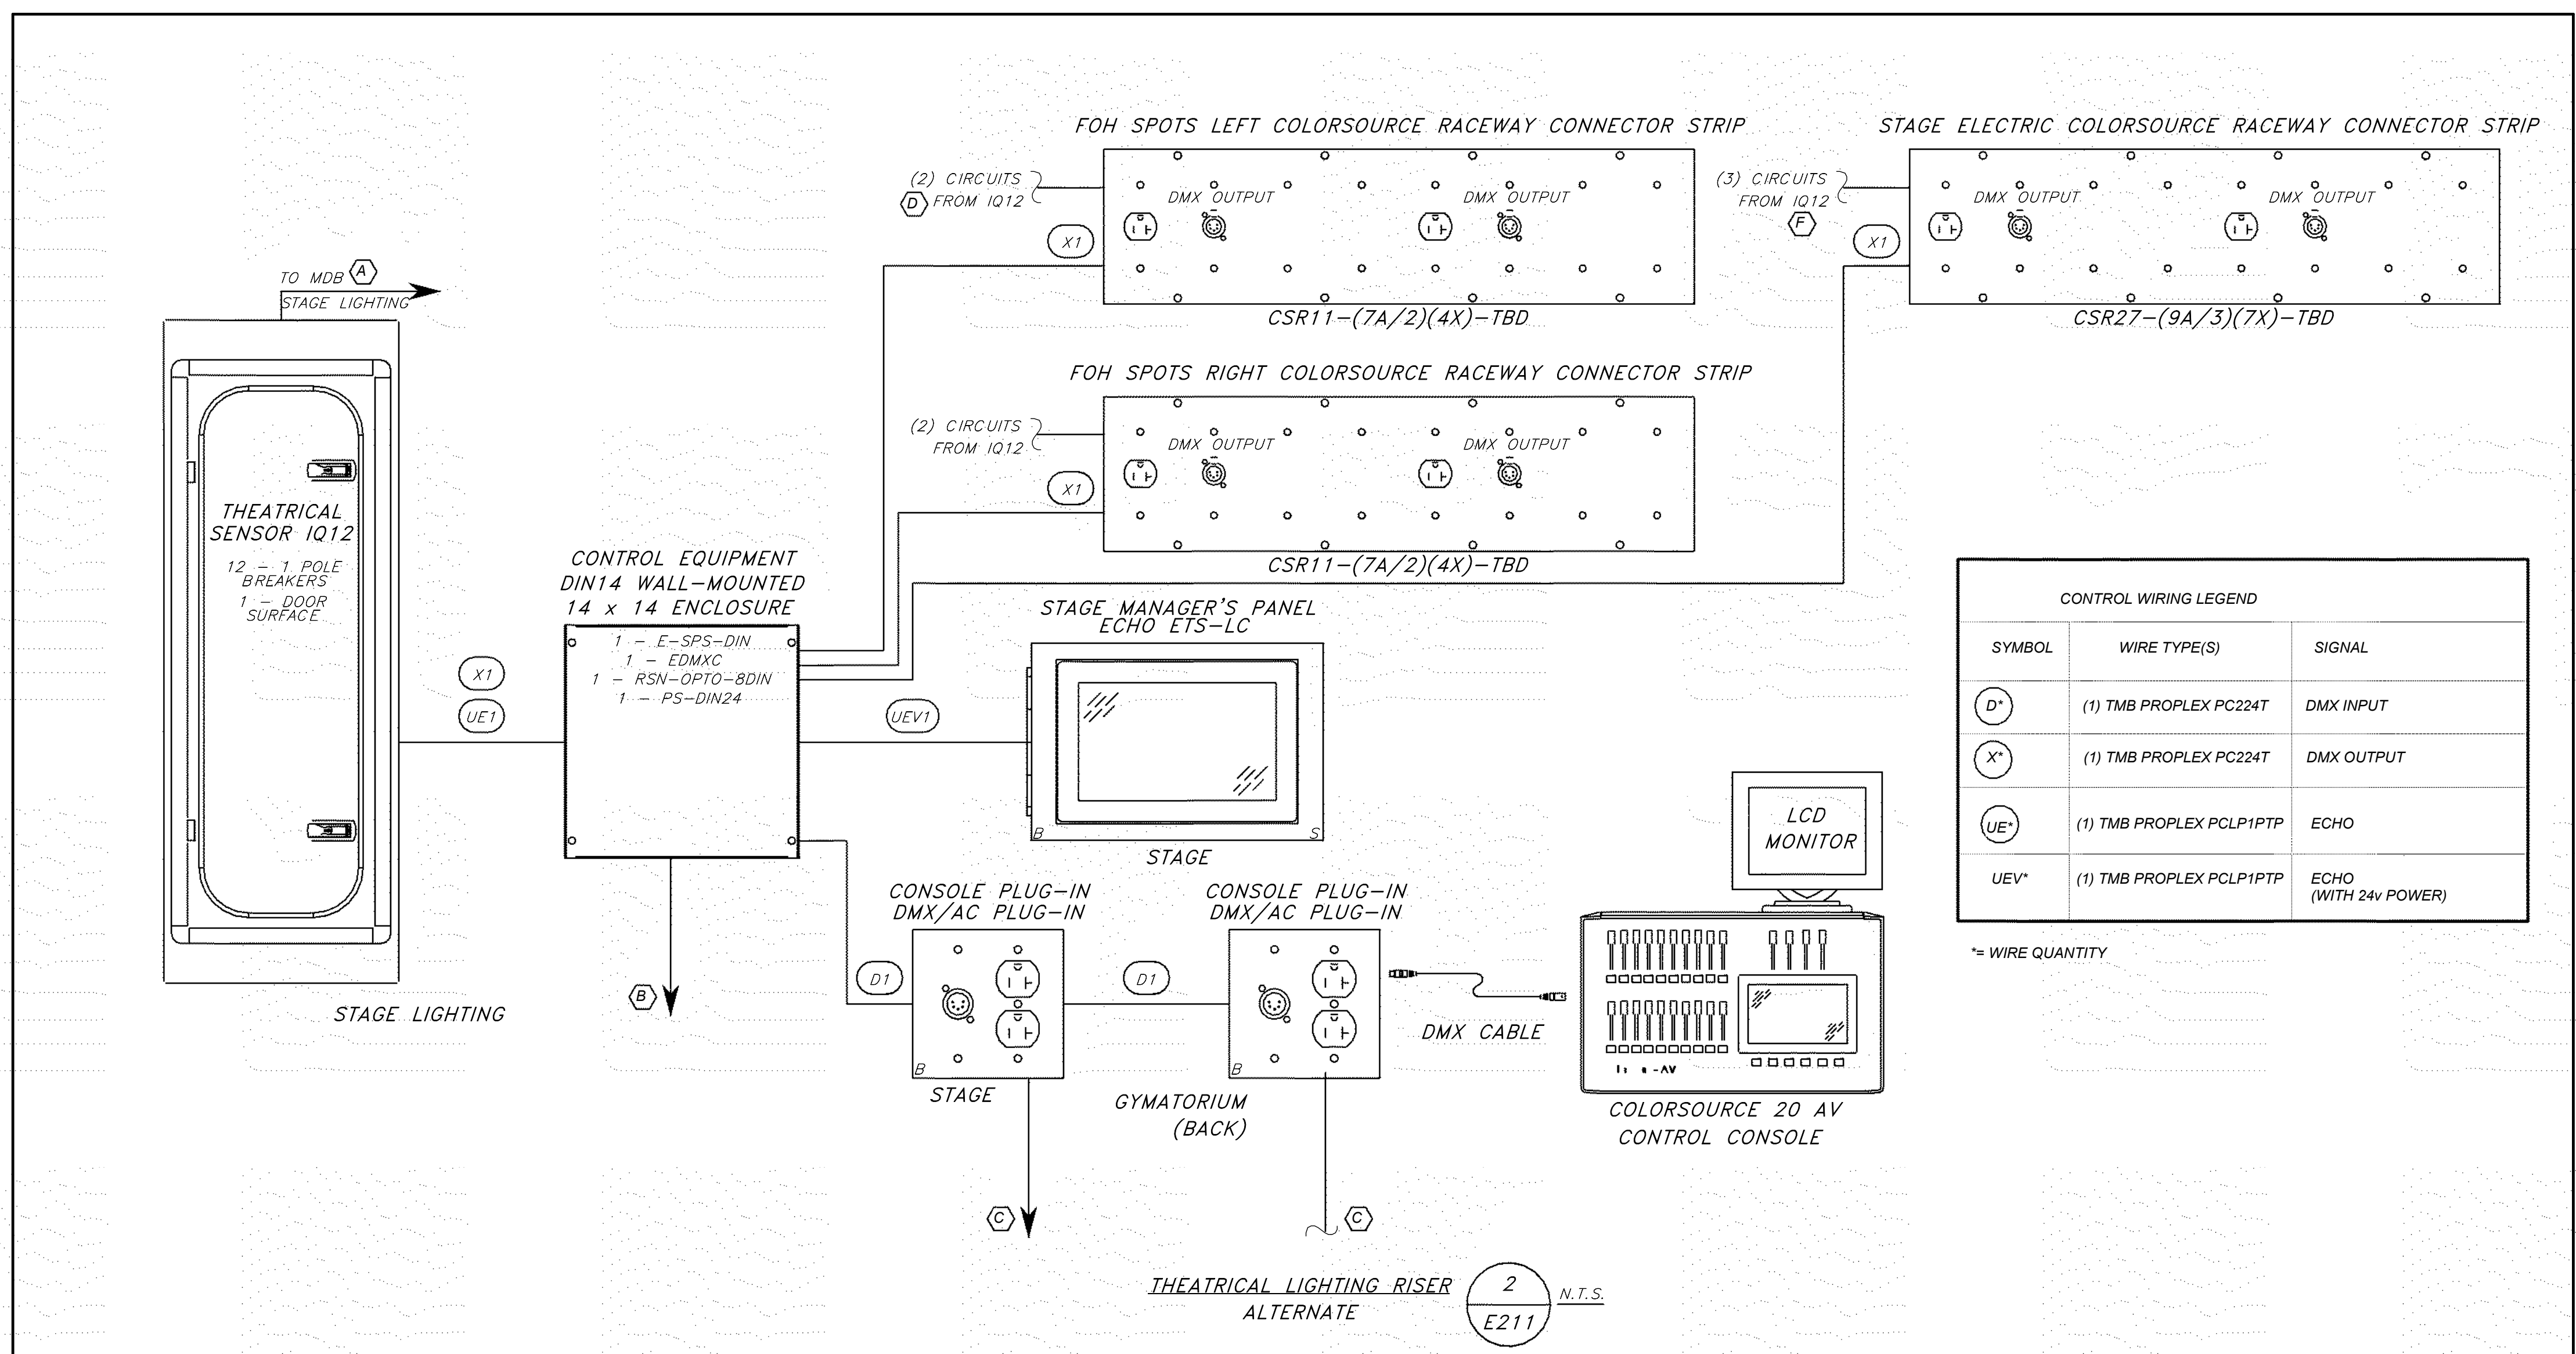 FOH SPOTS LEFT COLORSOURCE RACEWAY CONNECTOR STRIP
(2) CIRCUITS
D FROM IQ12
X1
DMX OUTPUT
DMX OUTPUT
CSR11-(7A/2)(4X)-TBD
STAGE ELECTRIC COLORSOURCE RACEWAY CONNECTOR STRIP
(3) CIRCUITS
FROM IQ12
F
X1
DMX OUTPUT
DMX OUTPUT
CSR27-(9A/3)(7X)-TBD
TO MDB A
STAGE LIGHTING
FOH SPOTS RIGHT COLORSOURCE RACEWAY CONNECTOR STRIP
(2) CIRCUITS
FROM IQ12
X1
DMX OUTPUT
DMX OUTPUT
CSR11-(7A/2)(4X)-TBD
THEATRICAL
SENSOR IQ12
12 - 1 POLE
BREAKERS
1 - DOOR
SURFACE
STAGE LIGHTING
X1
UE1
CONTROL EQUIPMENT
DIN14 WALL-MOUNTED
14 x 14 ENCLOSURE
1 - E-SPS-DIN
1 - EDMXC
1 - RSN-OPTO-8DIN
1 - PS-DIN24
B
UEV1
STAGE MANAGER'S PANEL
ECHO ETS-LC
B
S
STAGE
D1
CONSOLE PLUG-IN
DMX/AC PLUG-IN
B
STAGE
C
D1
CONSOLE PLUG-IN
DMX/AC PLUG-IN
B
GYMATORIUM
(BACK)
C
DMX CABLE
LCD
MONITOR
COLORSOURCE 20 AV
CONTROL CONSOLE
CONTROL WIRING LEGEND
SYMBOL WIRE TYPE(S) SIGNAL
D* (1) TMB PROPLEX PC224T DMX INPUT
X* (1) TMB PROPLEX PC224T DMX OUTPUT
UE* (1) TMB PROPLEX PCLP1PTP ECHO
UEV* (1) TMB PROPLEX PCLP1PTP ECHO
(WITH 24v POWER)
*= WIRE QUANTITY
THEATRICAL LIGHTING RISER
ALTERNATE
2
E211
N.T.S.